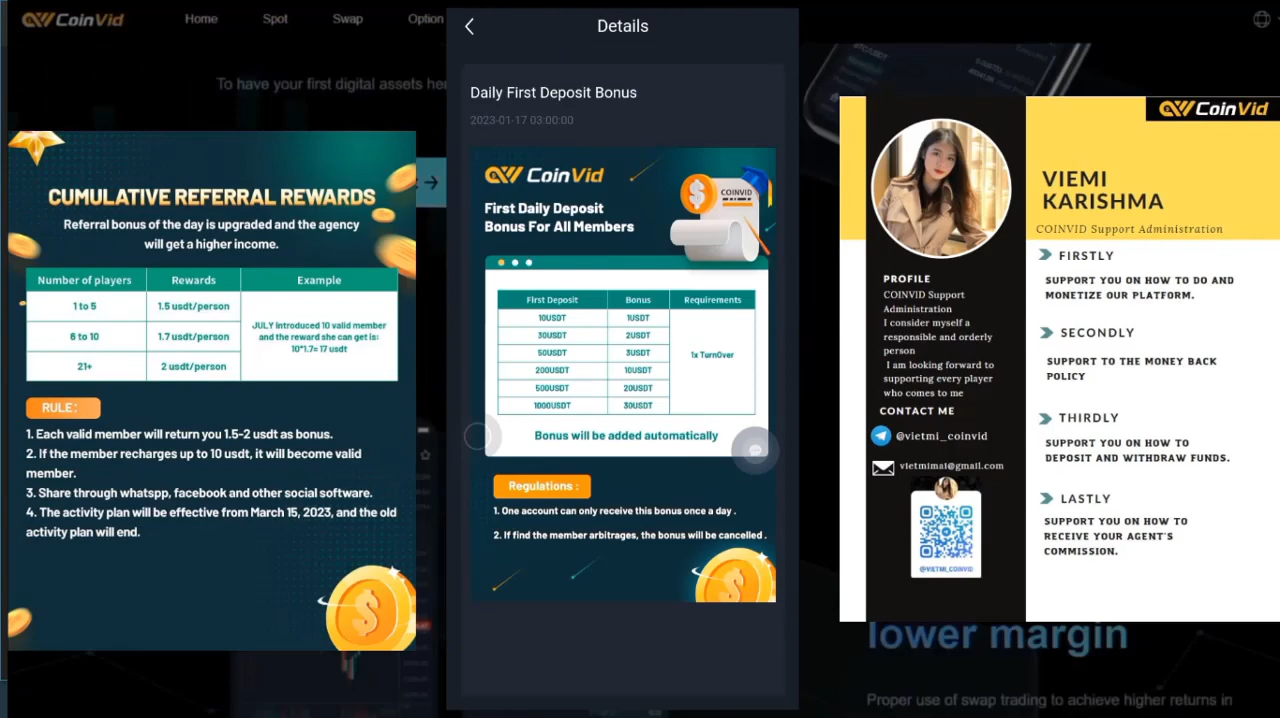 CoinVid
Home
Spot
Swap
Option
To have your first digital assets her
CUMULATIVE REFERRAL REWARDS
Referral bonus of the day is upgraded and the agency
will get a higher income.
Number of players
Rewards
Example
1 to 5
1.5 usdt/person
6 to 10
1.7 usdt/person
21+
2 usdt/person
JULY introduced 10 valid member
and the reward she can get is:
10*1.7= 17 usdt
RULE:
1. Each valid member will return you 1.5-2 usdt as bonus.
2. If the member recharges up to 10 usdt, it will become valid
member.
3. Share through whatspp, facebook and other social software.
4. The activity plan will be effective from March 15, 2023, and the old
activity plan will end.
Details
Daily First Deposit Bonus
2023-01-17 03:00:00
CoinVid
COINVID
First Daily Deposit
Bonus For All Members
First Deposit
Bonus
Requirements
10USDT
1USDT
30USDT
2USDT
50USDT
3USDT
200USDT
10USDT
500USDT
20USDT
1000USDT
30USDT
1x TurnOver
Bonus will be added automatically
Regulations :
1. One account can only receive this bonus once a day .
2. If find the member arbitrages, the bonus will be cancelled .
CoinVid
VIEMI
KARISHMA
COINVID Support Administration
PROFILE
COINVID Support
Administration
I consider myself a
responsible and orderly
person
I am looking forward to
supporting every player
who comes to me
CONTACT ME
@vietmi_coinvid
vietmimai@gmail.com
@VIETMI_COINVID
FIRSTLY
SUPPORT YOU ON HOW TO DO AND
MONETIZE OUR PLATFORM.
SECONDLY
SUPPORT TO THE MONEY BACK
POLICY
THIRDLY
SUPPORT YOU ON HOW TO
DEPOSIT AND WITHDRAW FUNDS.
LASTLY
SUPPORT YOU ON HOW TO
RECEIVE YOUR AGENT'S
COMMISSION.
lower margin
Proper use of swap trading to achieve higher returns in